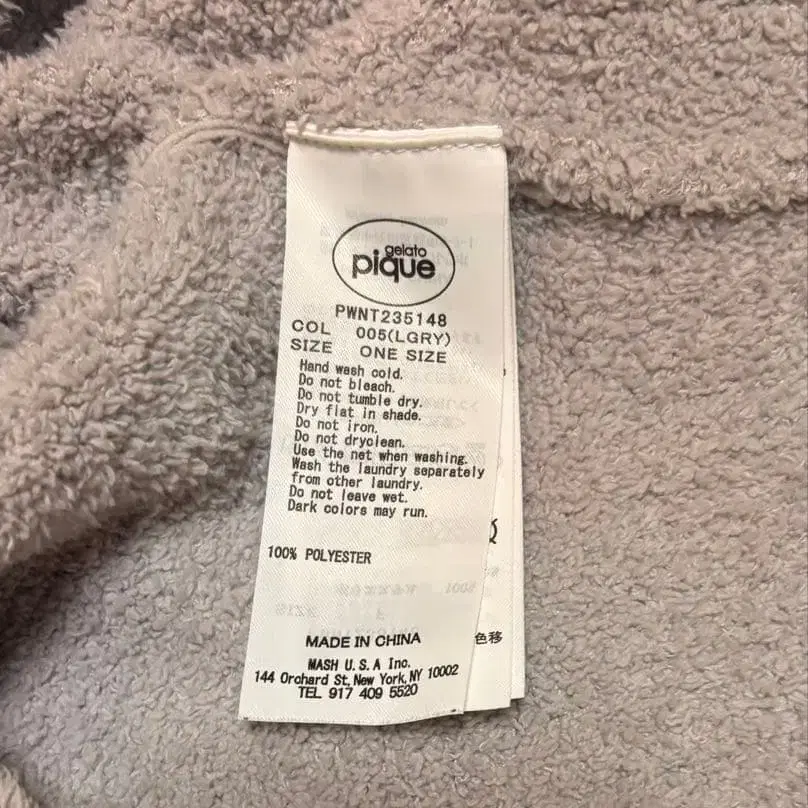 gelato
pique
PWNT235148
COL 005(LGRY)
SIZE ONE SIZE
Hand wash cold.
Do not bleach.
Do not tumble dry.
Dry flat in shade.
Do not iron.
Do not dryclean.
Use the net when washing.
Wash the laundry separately
from other laundry.
Do not leave wet.
Dark colors may run.
100% POLYESTER
MADE IN CHINA
MASH U.S.A Inc.
144 Orchard St, New York, NY 10002
TEL 917 409 5520
色移